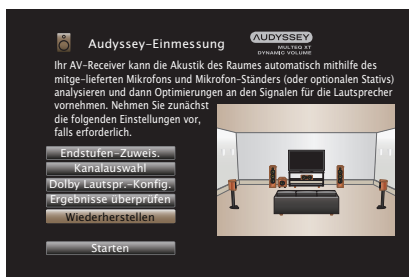 Audyssey-Einmessung
AUDYSSEY
MULTEQ XT
DYNAMIC VOLUME
Ihr AV-Receiver kann die Akustik des Raumes automatisch mithilfe des
mitge-lieferten Mikrofons und Mikrofon-Ständers (oder optionalen Stativs)
analysieren und dann Optimierungen an den Signalen für die Lautsprecher
vornehmen. Nehmen Sie zunächst
die folgenden Einstellungen vor,
falls erforderlich.
Endstufen-Zuweis.
Kanalauswahl
Dolby Lautspr.-Konfig.
Ergebnisse überprüfen
Wiederherstellen
Starten